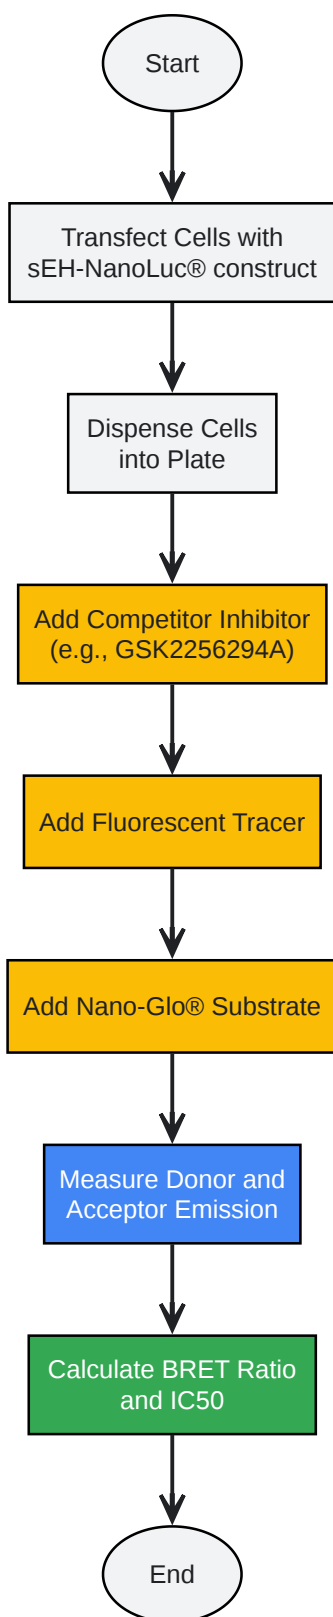 Start
Transfect Cells with
sEH-NanoLuc® construct
Dispense Cells
into Plate
Add Competitor Inhibitor
(e.g., GSK2256294A)
Add Fluorescent Tracer
Add Nano-Glo® Substrate
Measure Donor and
Acceptor Emission
Calculate BRET Ratio
and IC50
End